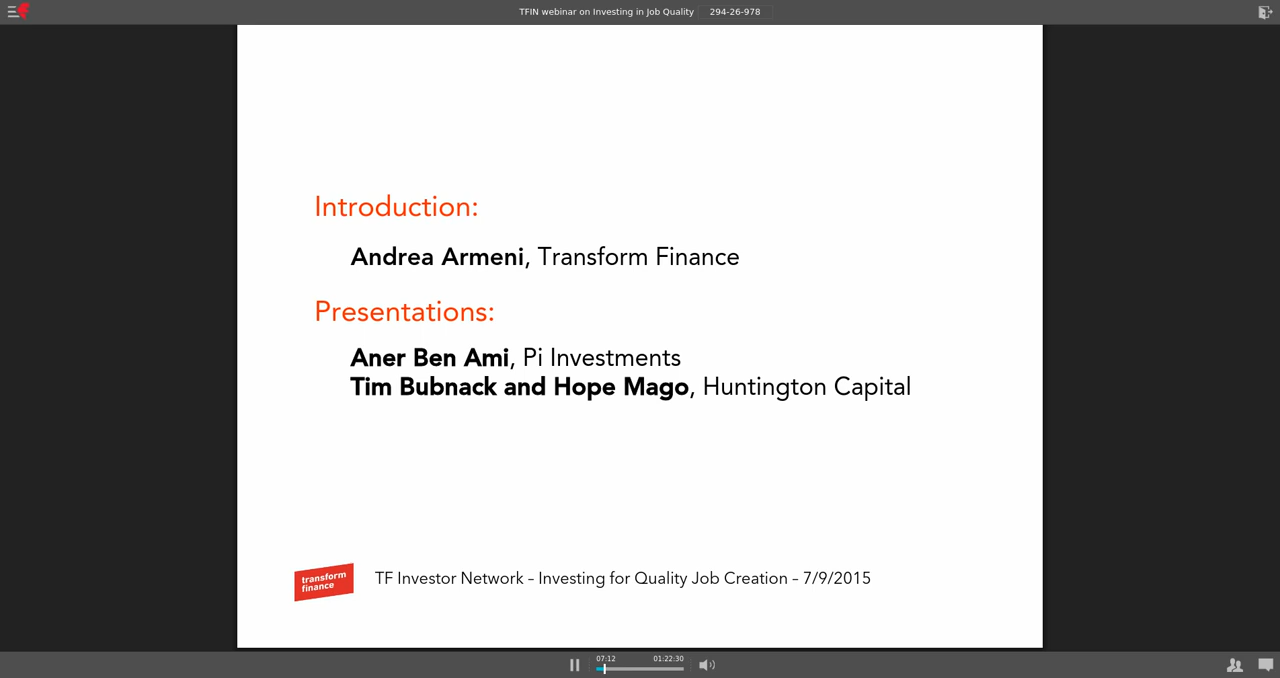 TFIN webinar on Investing in Job Quality 294-26-978
Introduction:
Andrea Armeni, Transform Finance
Presentations:
Aner Ben Ami, Pi Investments
Tim Bubnack and Hope Mago, Huntington Capital
transform
finance
TF Investor Network – Investing for Quality Job Creation – 7/9/2015
07:12 01:22:30